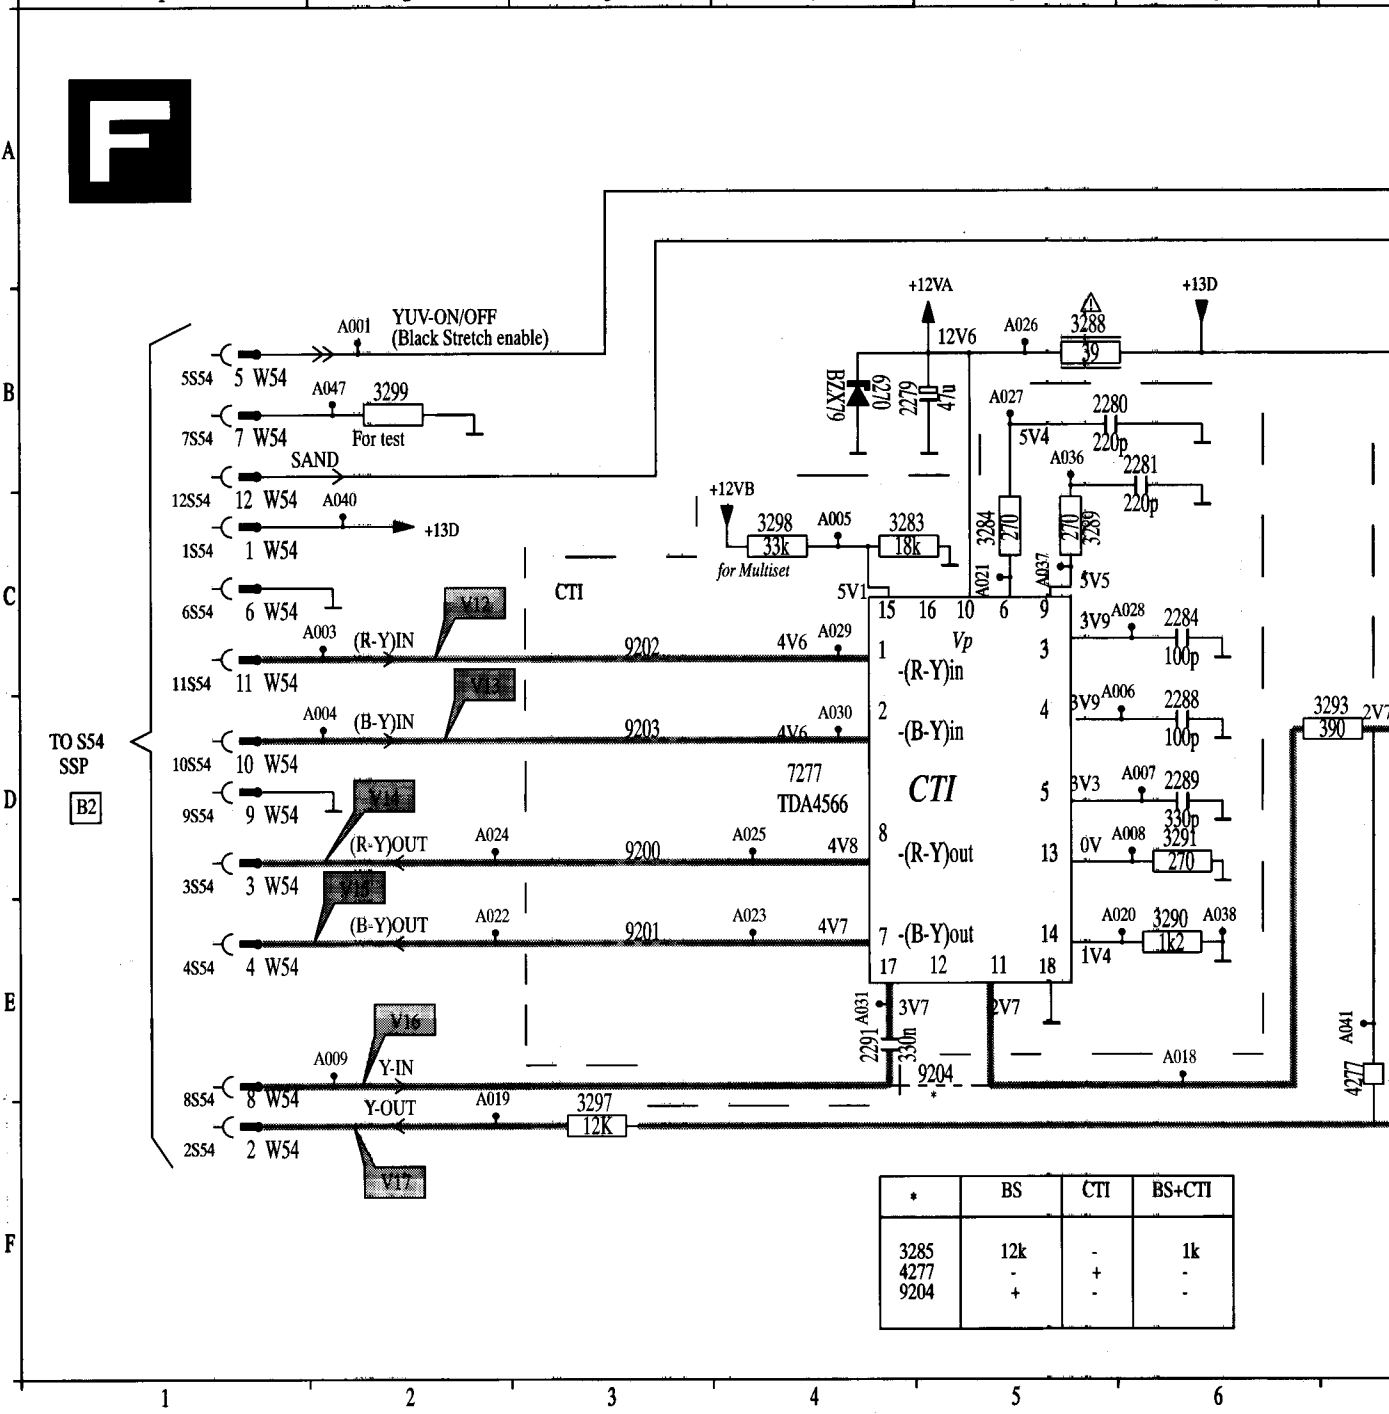 F
A
+12VA
+13D
YUV-ON/OFF
A001
(Black Stretch enable)
12V6
A026
3288
39
5S54 5 W54
B
A047
3299
BZX79
6270
2279
47u
A027
2280
220p
5V4
7S54 7 W54
For test
SAND
A036
2281
220p
12S54 12 W54
A040
+12VB
+13D
3298
33k
A005
3283
18k
3284
270
270
3289
1S54 1 W54
for Multiset
A021
A037
5V5
C
CTI
5V1
15 16 10 6 9
6S54 6 W54
V12
3V9 A028 2284
100p
A003
(R-Y)IN
9202
4V6 A029
1
Vp
3
-(R-Y)in
11S54 11 W54
V13
A004
(B-Y)IN
9203
4V6 A030
2
-(B-Y)in
4
3V9 A006 2288
100p
3293
390
2V7
TO S54
SSP
B2
10S54 10 W54
D
7277
TDA4566
CTI
5
3V3 A007 2289
330p
9S54 9 W54
V14
(R-Y)OUT
A024
9200
A025
4V8
8
-(R-Y)out
13
0V A008 3291
270
3S54 3 W54
V15
(B-Y)OUT
A022
9201
A023
4V7
7 -(B-Y)out
14
A020 3290 A038
1k2
1V4
4S54 4 W54
17 12 11 18
E
A031
3V7
2V7
V16
2291
330n
A041
A009
Y-IN
9204
*
A018
4277
8S54 8 W54
Y-OUT
A019
3297
12K
2S54 2 W54
V17
* BS CTI BS+CTI
F
3285 12k - 1k
4277 - + -
9204 + - -
1 2 3 4 5 6